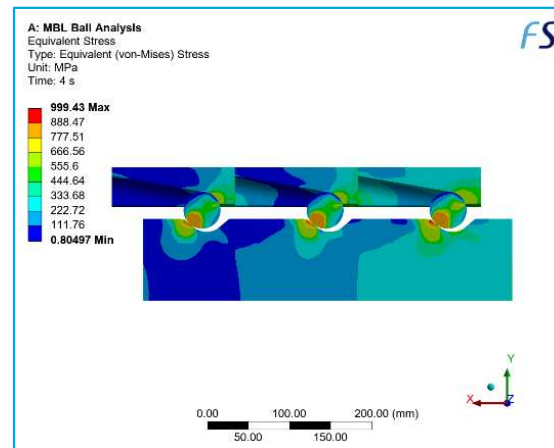 A: MBL Ball Analysis
Equivalent Stress
Type: Equivalent (von-Mises) Stress
Unit: MPa
Time: 4 s
FS
999.43 Max
888.47
777.51
666.56
555.6
444.64
333.68
222.72
111.76
0.80497 Min
Y
X
Z
0.00 100.00 200.00 (mm)
50.00 150.00